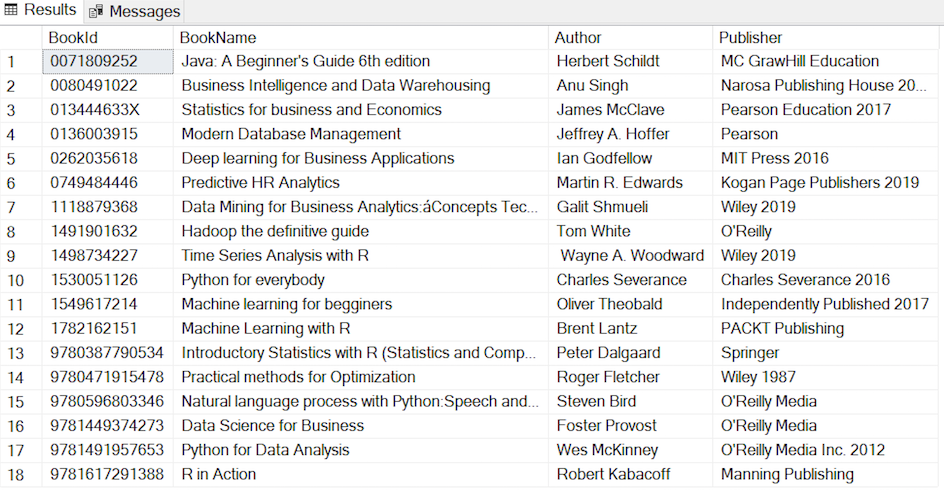 Results Messages
BookId BookName Author Publisher
1 0071809252 Java: A Beginner's Guide 6th edition Herbert Schildt MC GrawHill Education
2 0080491022 Business Intelligence and Data Warehousing Anu Singh Narosa Publishing House 20...
3 013444633X Statistics for business and Economics James McClave Pearson Education 2017
4 0136003915 Modern Database Management Jeffrey A. Hoffer Pearson
5 0262035618 Deep learning for Business Applications Ian Godfellow MIT Press 2016
6 0749484446 Predictive HR Analytics Martin R. Edwards Kogan Page Publishers 2019
7 1118879368 Data Mining for Business Analytics:áConcepts Tec... Galit Shmueli Wiley 2019
8 1491901632 Hadoop the definitive guide Tom White O'Reilly
9 1498734227 Time Series Analysis with R Wayne A. Woodward Wiley 2019
10 1530051126 Python for everybody Charles Severance Charles Severance 2016
11 1549617214 Machine learning for begginers Oliver Theobald Independently Published 2017
12 1782162151 Machine Learning with R Brent Lantz PACKT Publishing
13 9780387790534 Introductory Statistics with R (Statistics and Comp... Peter Dalgaard Springer
14 9780471915478 Practical methods for Optimization Roger Fletcher Wiley 1987
15 9780596803346 Natural language process with Python:Speech and... Steven Bird O'Reilly Media
16 9781449374273 Data Science for Business Foster Provost O'Reilly Media
17 9781491957653 Python for Data Analysis Wes McKinney O'Reilly Media Inc. 2012
18 9781617291388 R in Action Robert Kabacoff Manning Publishing